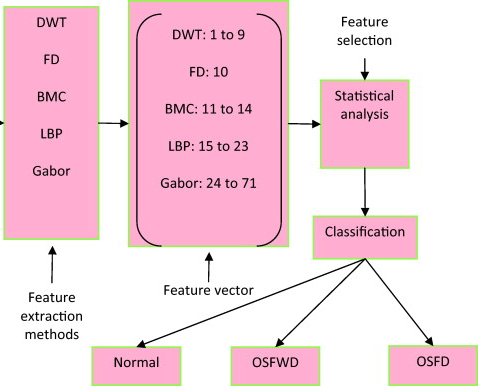 DWT
FD
BMC
LBP
Gabor
Feature
extraction
methods
DWT: 1 to 9
FD: 10
BMC: 11 to 14
LBP: 15 to 23
Gabor: 24 to 71
Feature vector
Feature
selection
Statistical
analysis
Classification
Normal
OSFWD
OSFD